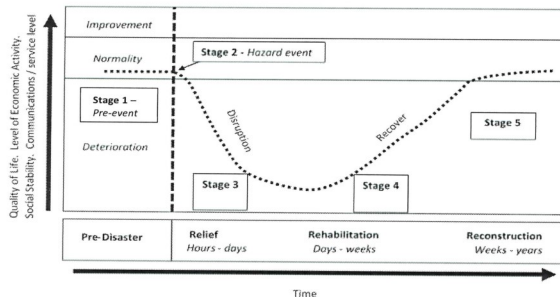 Quality of Life. Level of Economic Activity.
Social Stability. Communications / service level
Improvement
Normality
Stage 2 - Hazard event
Stage 1 –
Pre-event
Disruption
Recover
Stage 5
Deterioration
Stage 3
Stage 4
Pre-Disaster
Relief
Hours - days
Rehabilitation
Days - weeks
Reconstruction
Weeks - years
Time